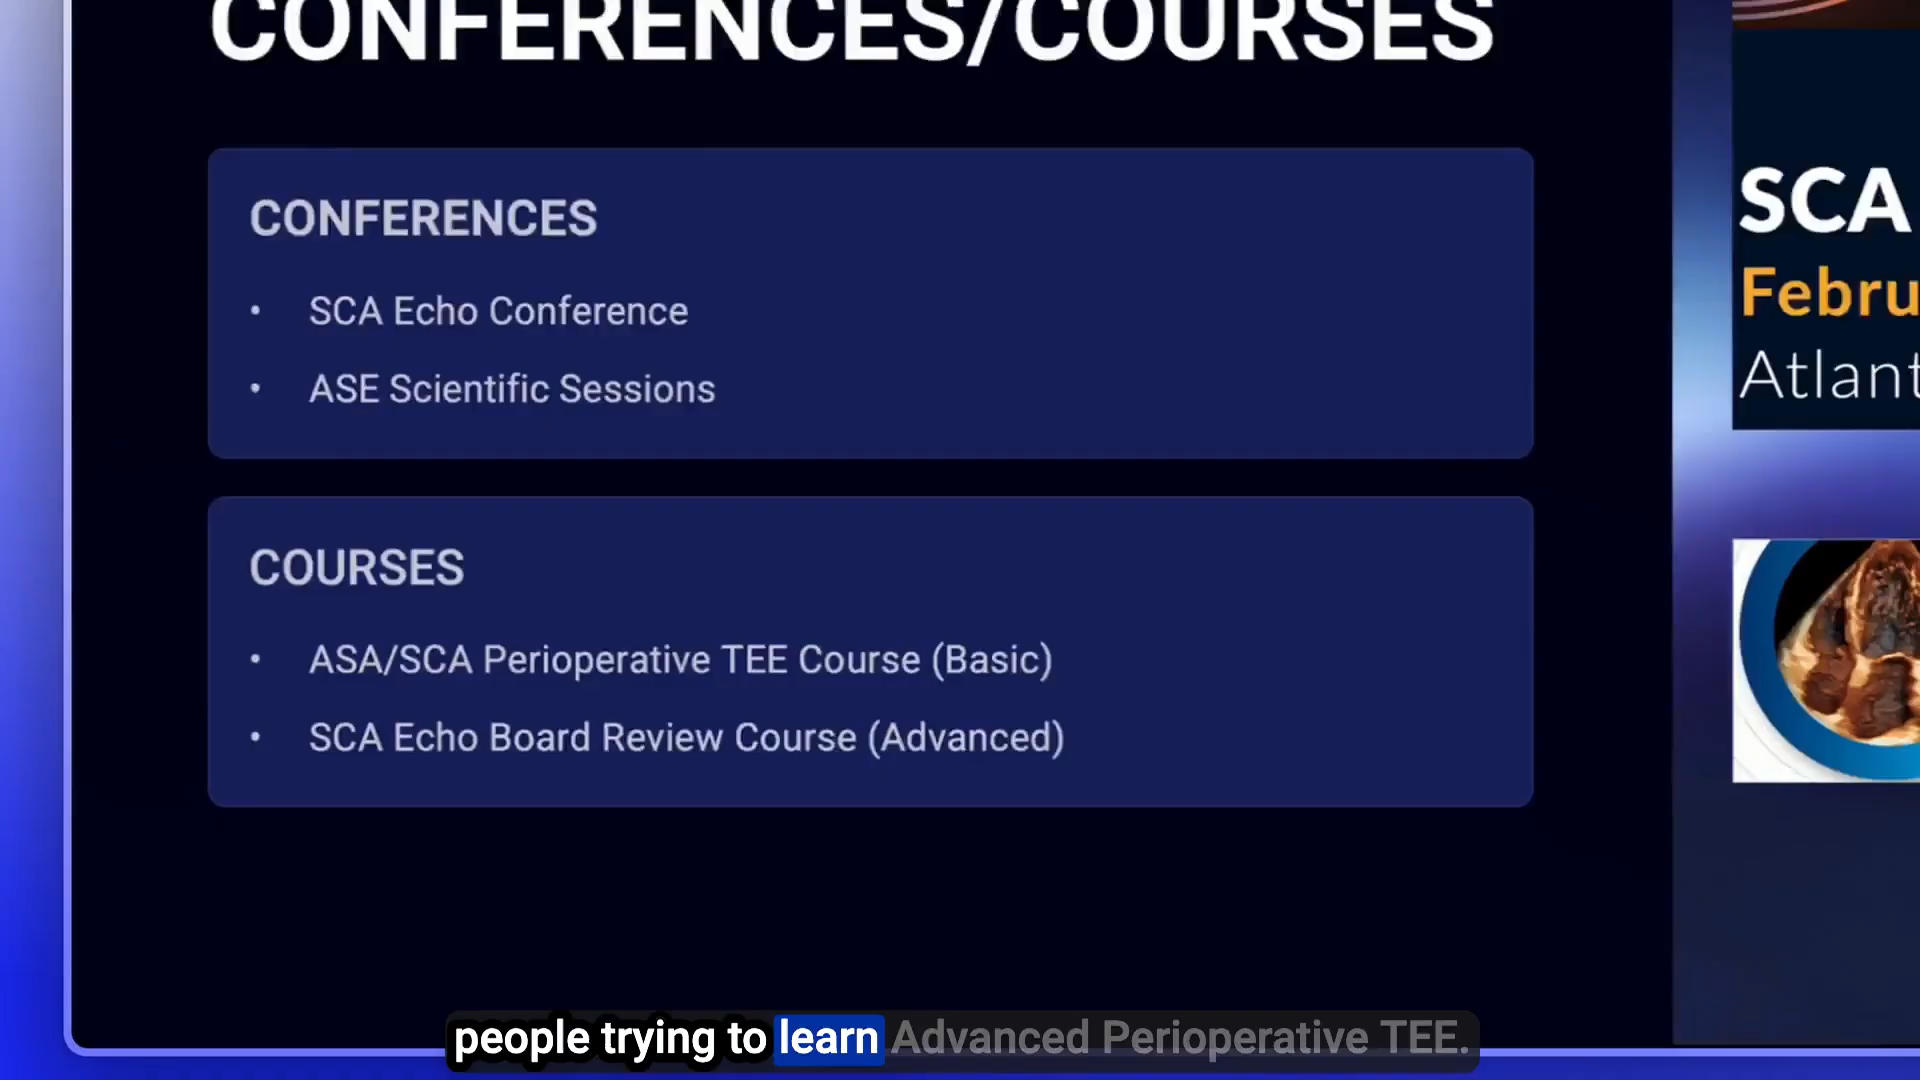 CONFERENCES/COURSES
CONFERENCES
• SCA Echo Conference
• ASE Scientific Sessions
COURSES
• ASA/SCA Perioperative TEE Course (Basic)
• SCA Echo Board Review Course (Advanced)
SCA
Febru
Atlant
people trying to learn Advanced Perioperative TEE.